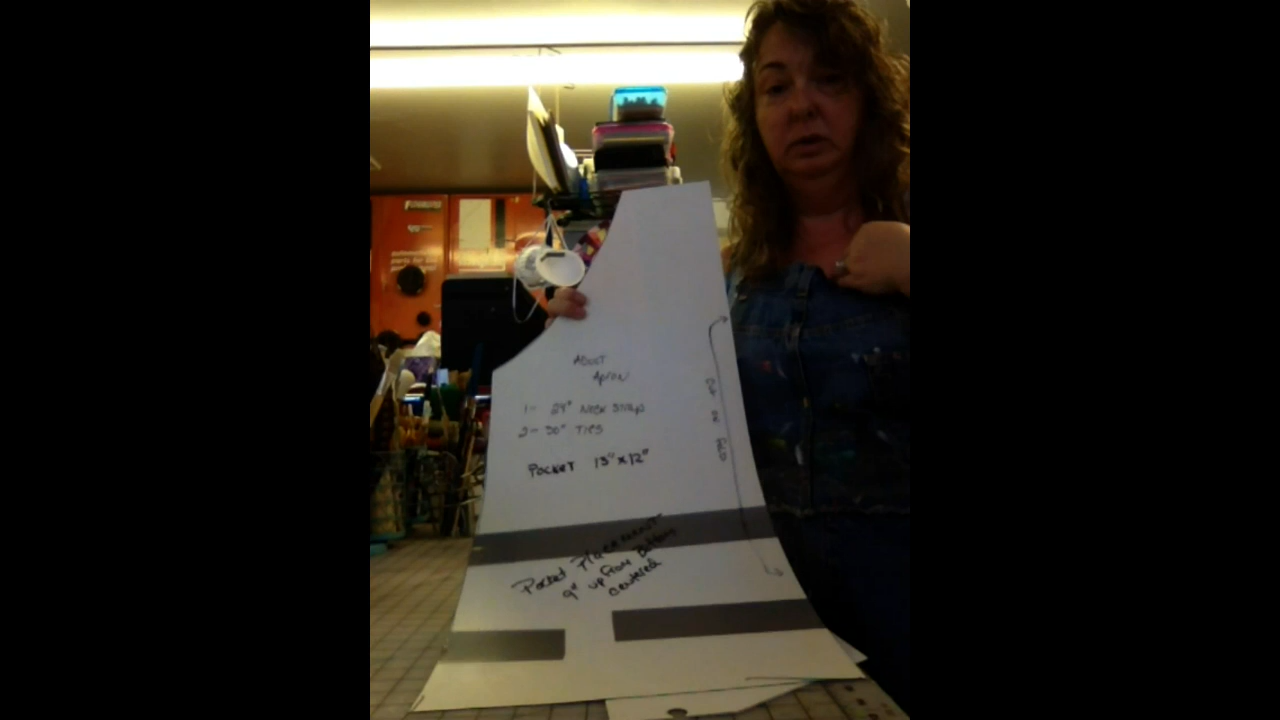 ADULT
Apron
1- 24" Neck STRAP
2- 30" TIES
POCKET 13" x 12"
Pocket Placement
9" up From Bottom
centered